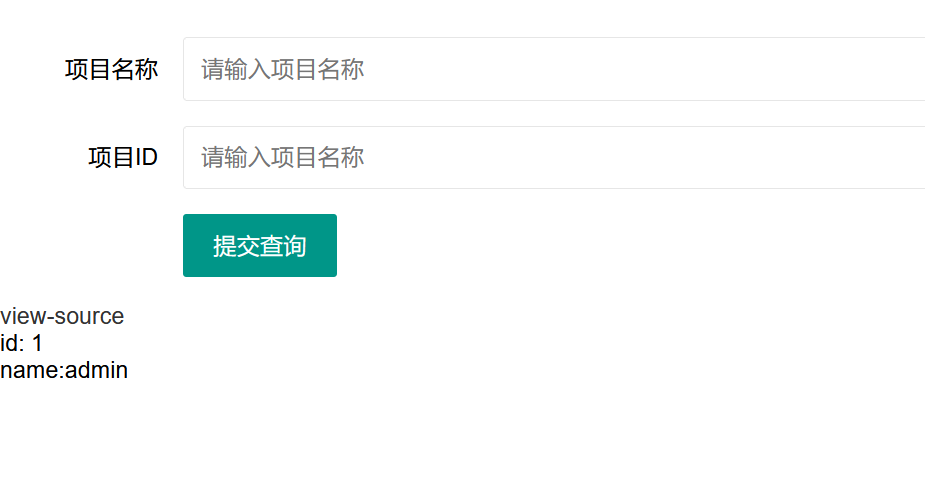 项目名称 请输入项目名称
项目ID 请输入项目名称
提交查询
view-source
id: 1
name:admin